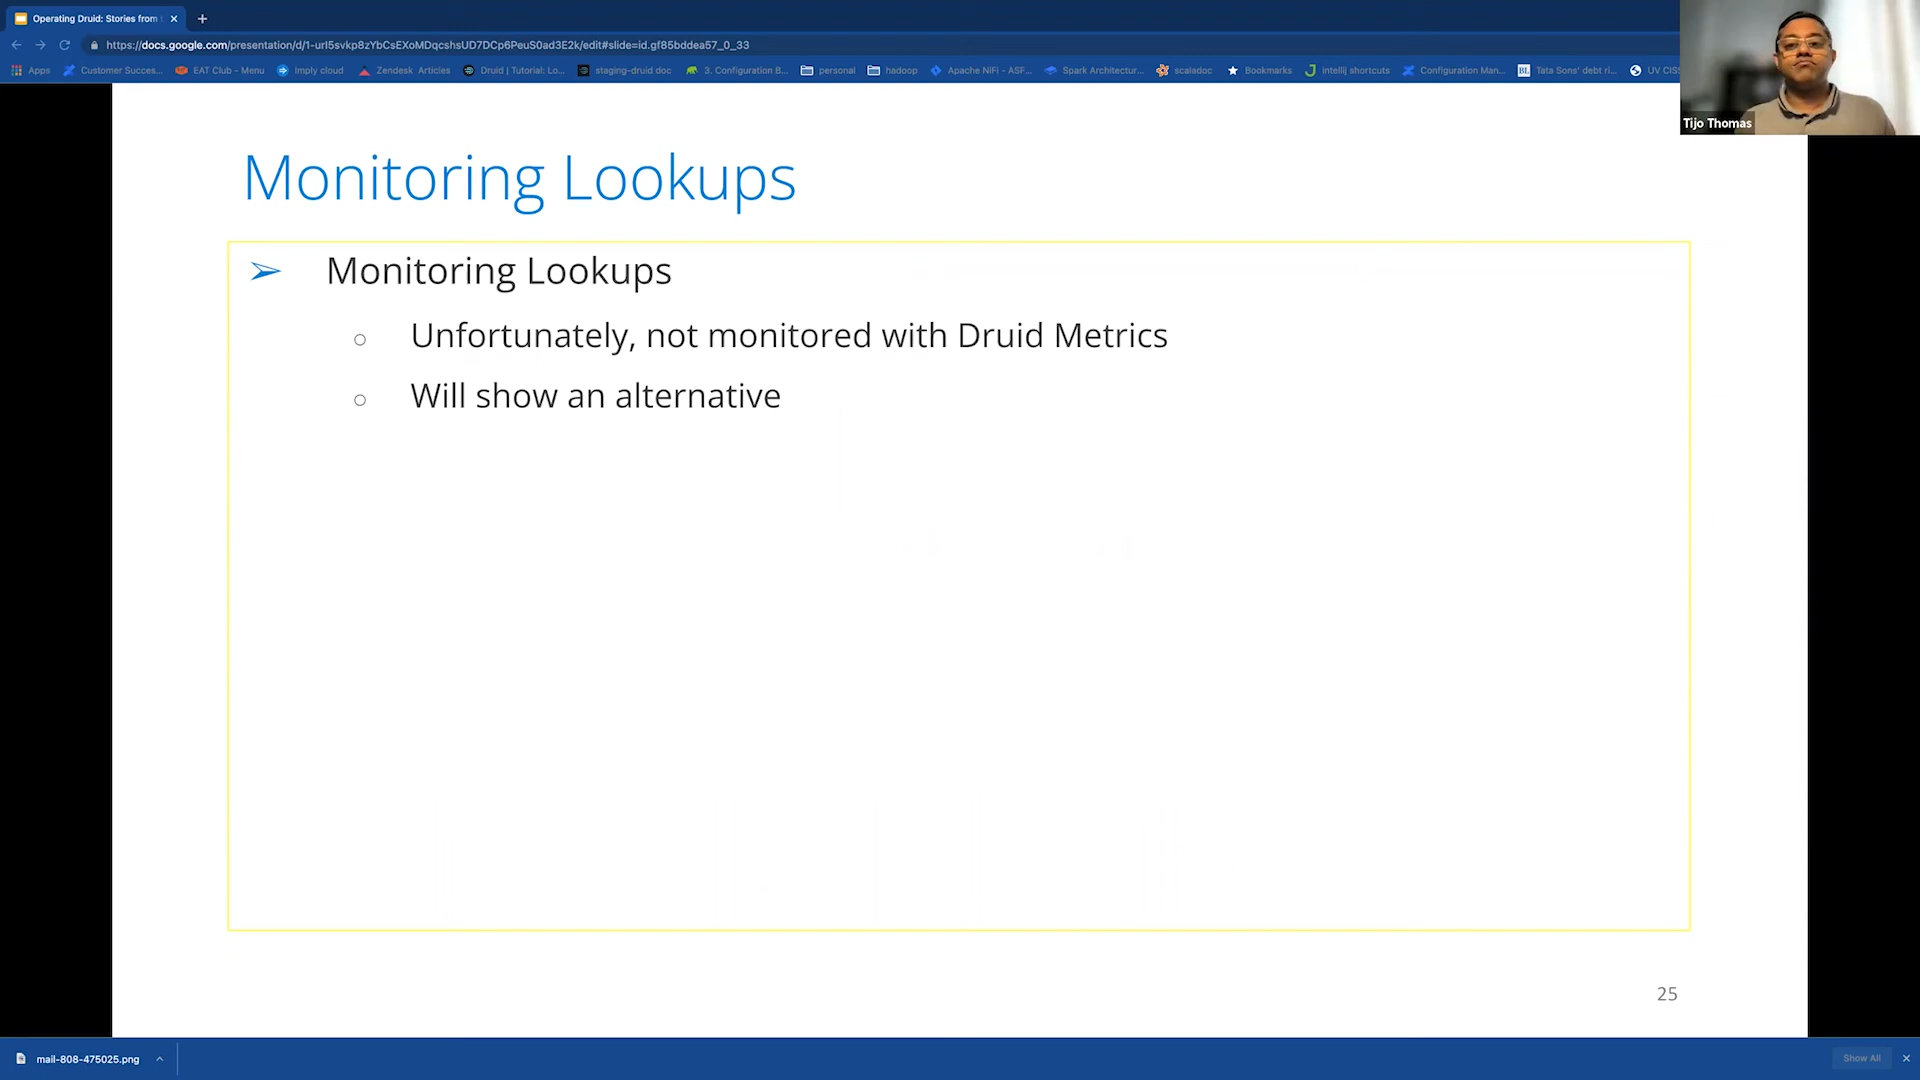 Operating Druid: Stories from
https://docs.google.com/presentation/d/1-url5svkp8zYbCsEXoMDqcshsUD7DCp6PeuS0ad3E2k/edit#slide=id.gf85bddea57_0_33
Apps Customer Succes... EAT Club - Menu Imply cloud Zendesk Articles Druid | Tutorial: Lo... staging-druid doc 3. Configuration B... personal hadoop Apache NiFi - ASF... Spark Architectur... scaladoc Bookmarks intellij shortcuts Configuration Man... Tata Sons' debt ri... UV CISS
Tijo Thomas
Monitoring Lookups
➢ Monitoring Lookups
○ Unfortunately, not monitored with Druid Metrics
○ Will show an alternative
25
mail-808-475025.png
Show All